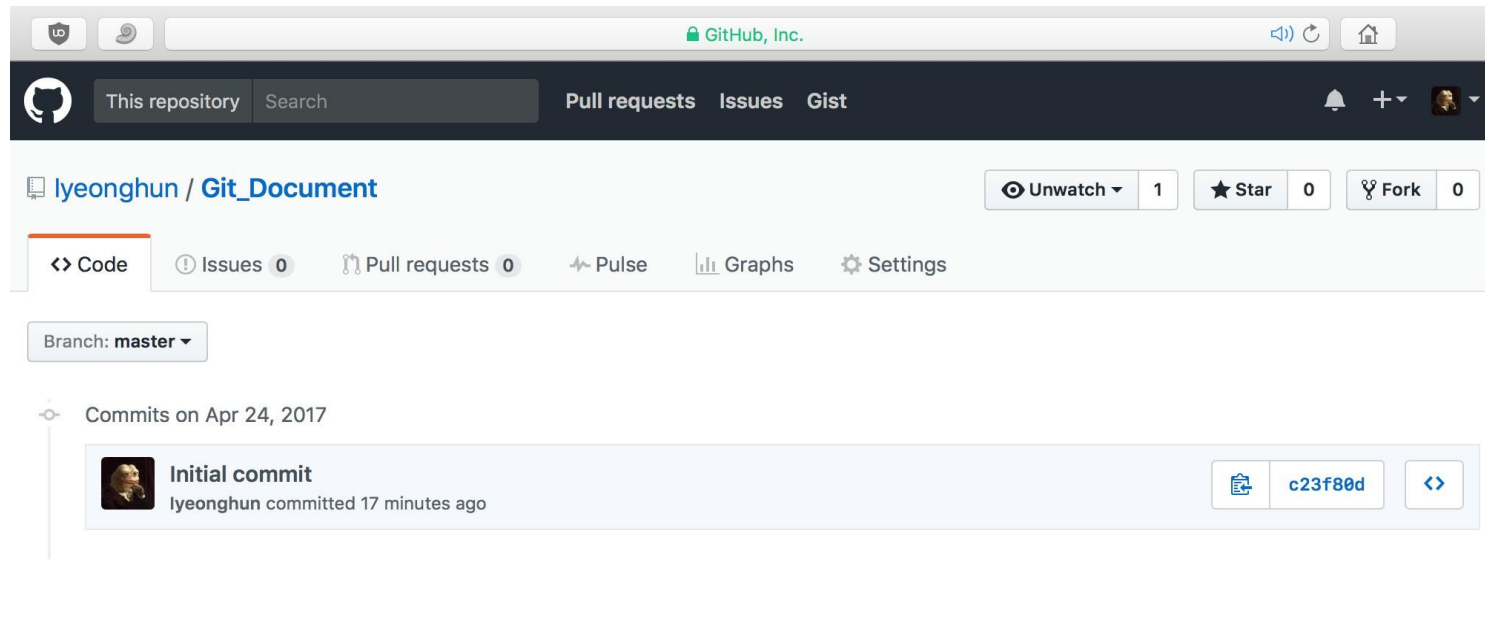 GitHub, Inc.
This repository Search Pull requests Issues Gist
lyeonghun / Git_Document Unwatch 1 Star 0 Fork 0
Code Issues 0 Pull requests 0 Pulse Graphs Settings
Branch: master
Commits on Apr 24, 2017
Initial commit
lyeonghun committed 17 minutes ago
c23f80d